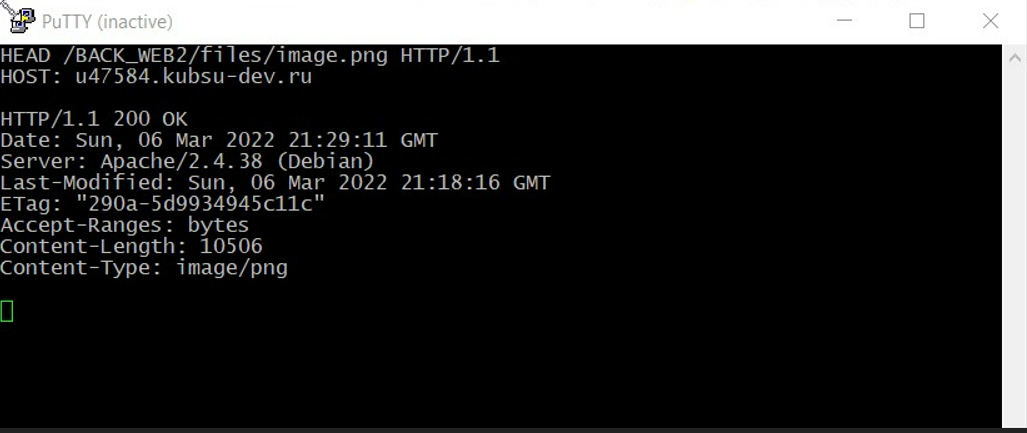 PuTTY (inactive)
HEAD /BACK_WEB2/files/image.png HTTP/1.1
HOST: u47584.kubsu-dev.ru
HTTP/1.1 200 OK
Date: Sun, 06 Mar 2022 21:29:11 GMT
Server: Apache/2.4.38 (Debian)
Last-Modified: Sun, 06 Mar 2022 21:18:16 GMT
ETag: "290a-5d9934945c11c"
Accept-Ranges: bytes
Content-Length: 10506
Content-Type: image/png